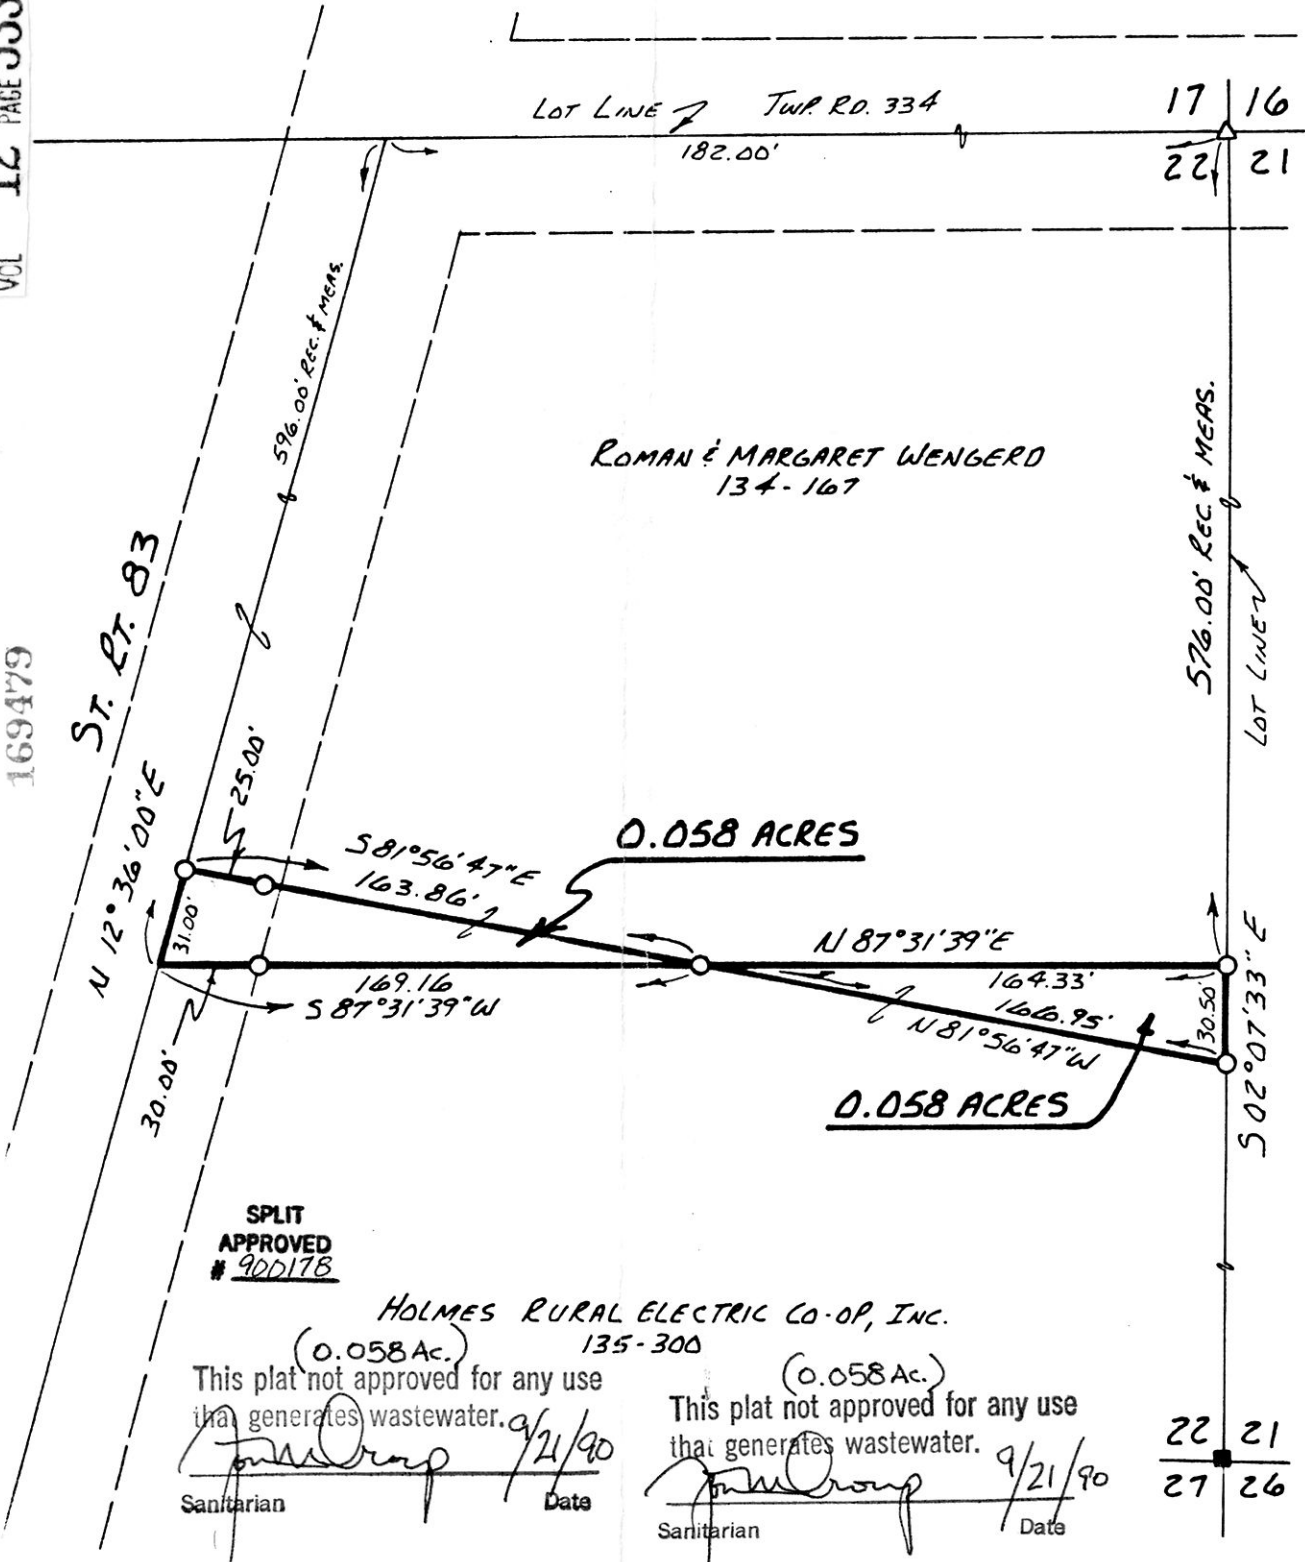 VOL 12 PAGE
169479
LOT LINE
TWP. RD. 334
182.00'
17 16
22 21
596.00' REC. & MEAS.
ROMAN & MARGARET WENGERD
134-167
576.00' REC. & MEAS.
LOT LINE
ST. RT. 83
N 12°36'00" E
25.00'
31.00'
S 81°56'47" E
163.86'
0.058 ACRES
N 87°31'39" E
164.33'
169.16
S 87°31'39" W
30.00'
166.95'
N 81°56'47" W
30.50'
S 02°07'33" E
0.058 ACRES
SPLIT
APPROVED
# 900178
HOLMES RURAL ELECTRIC CO-OP, INC.
135-300
(0.058 Ac.)
This plat not approved for any use
that generates wastewater.
9/21/90
Sanitarian Date
(0.058 Ac.)
This plat not approved for any use
that generates wastewater.
9/21/90
Sanitarian Date
22 21
27 26